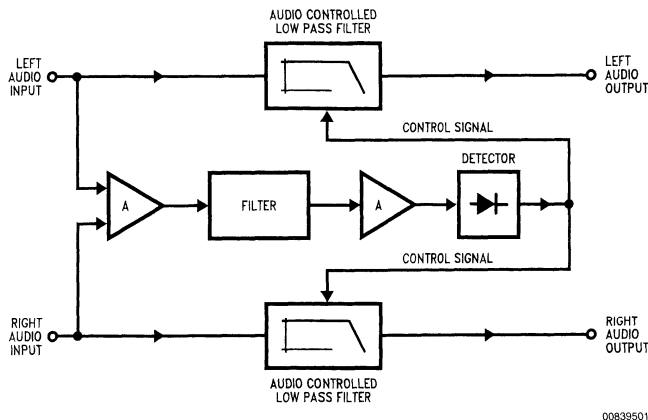 AUDIO CONTROLLED
LOW PASS FILTER
LEFT
AUDIO
INPUT
LEFT
AUDIO
OUTPUT
CONTROL SIGNAL
DETECTOR
A
FILTER
A
CONTROL SIGNAL
RIGHT
AUDIO
INPUT
RIGHT
AUDIO
OUTPUT
AUDIO CONTROLLED
LOW PASS FILTER
00839501